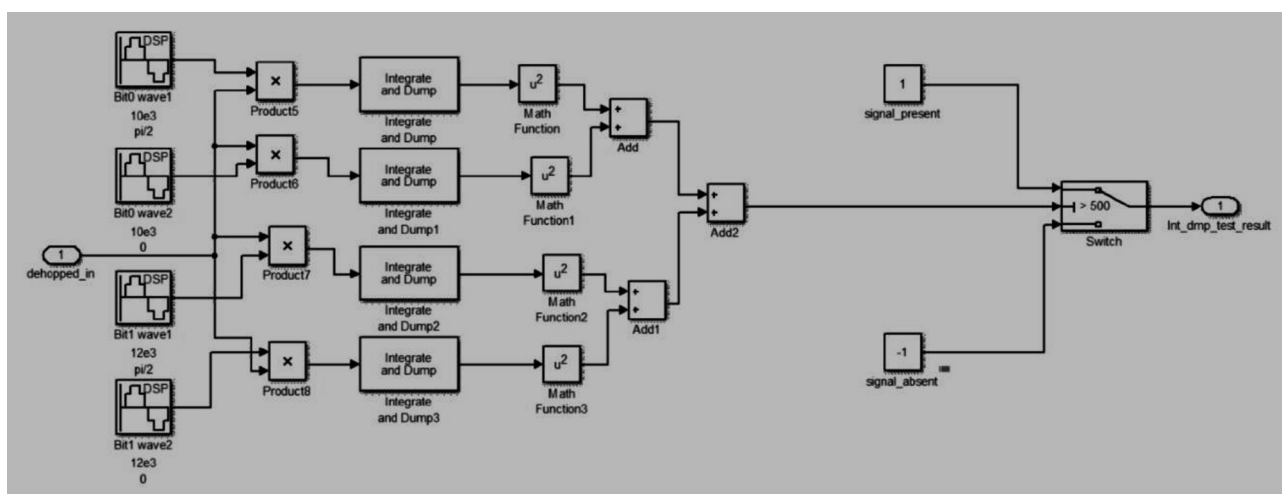 DSP
Bit0 wave1
10e3
pi/2
×
Product5
Integrate
and Dump
Integrate
and Dump
u²
Math
Function
+
+
Add
DSP
Bit0 wave2
10e3
0
×
Product6
Integrate
and Dump
Integrate
and Dump1
u²
Math
Function1
+
+
Add2
1
signal_present
> 500
Switch
1
Int_dmp_test_result
1
dehopped_in
×
Product7
Integrate
and Dump
Integrate
and Dump2
u²
Math
Function2
+
+
Add1
DSP
Bit1 wave1
12e3
pi/2
×
Product8
Integrate
and Dump
Integrate
and Dump3
u²
Math
Function3
-1
signal_absent
DSP
Bit1 wave2
12e3
0